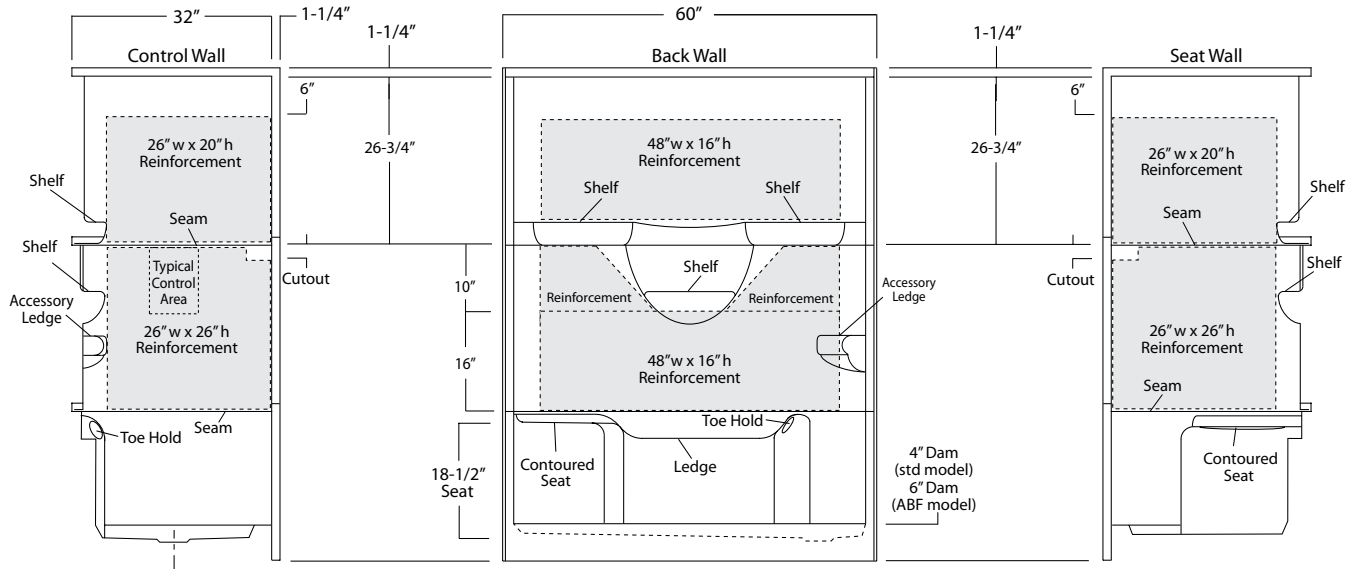 32”
1-1/4”
1-1/4”
60”
1-1/4”
Control Wall
Back Wall
Seat Wall
6”
26-3/4”
26” w x 20” h
Reinforcement
Shelf
Seam
Shelf
Typical
Control
Area
Accessory
Ledge
26” w x 26” h
Reinforcement
Cutout
Seam
Toe Hold
48” w x 16” h
Reinforcement
Shelf
Shelf
Shelf
10”
Reinforcement
Reinforcement
Accessory
Ledge
16”
48” w x 16” h
Reinforcement
Toe Hold
18-1/2”
Seat
Contoured
Seat
Ledge
4” Dam
(std model)
6” Dam
(ABF model)
6”
26-3/4”
26” w x 20” h
Reinforcement
Shelf
Seam
Cutout
Shelf
26” w x 26” h
Reinforcement
Seam
Contoured
Seat